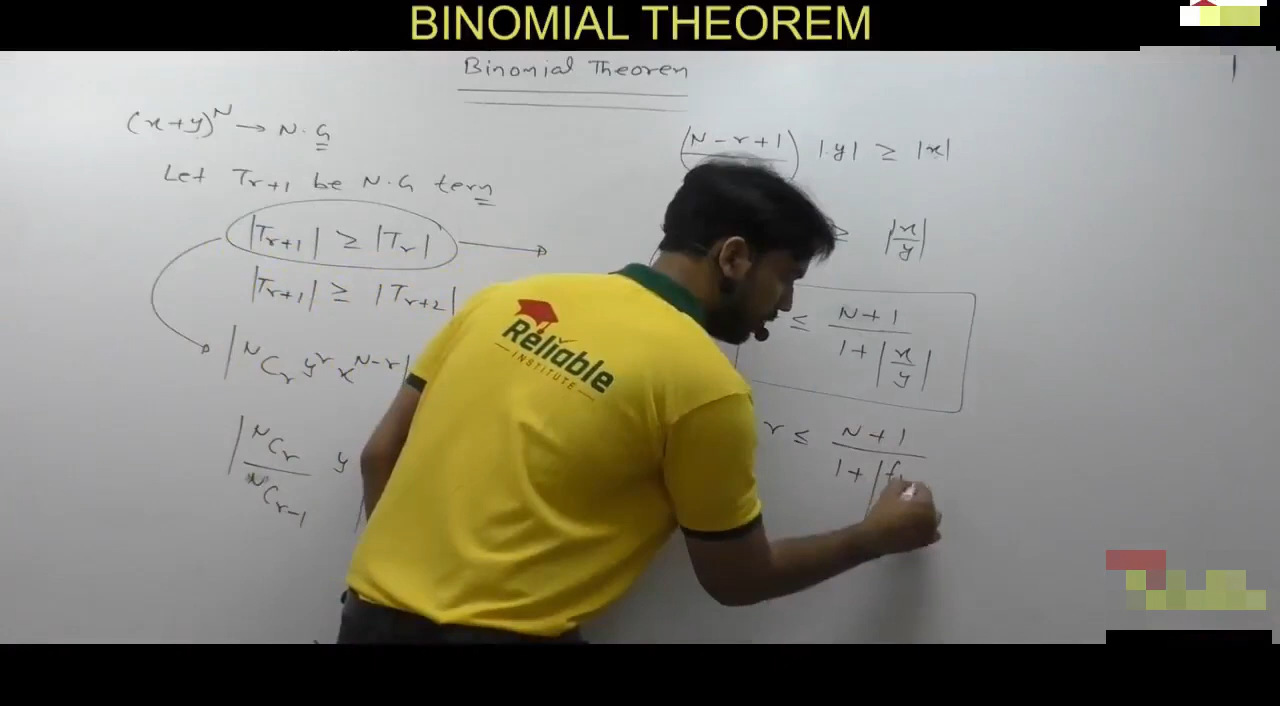 BINOMIAL THEOREM
Binomial Theorem
(x+y)^N → N.G
Let T_{r+1} be N.G term
|T_{r+1}| ≥ |T_r|
|T_{r+1}| ≥ |T_{r+2}|
|^N C_r y^r x^{N-r}|
|^N C_r / ^N C_{r-1} y
(N-r+1) |y| ≥ |x|
≥ |x/y|
≤ N+1 / 1+|x/y|
r ≤ N+1 / 1+|
Reliable
INSTITUTE